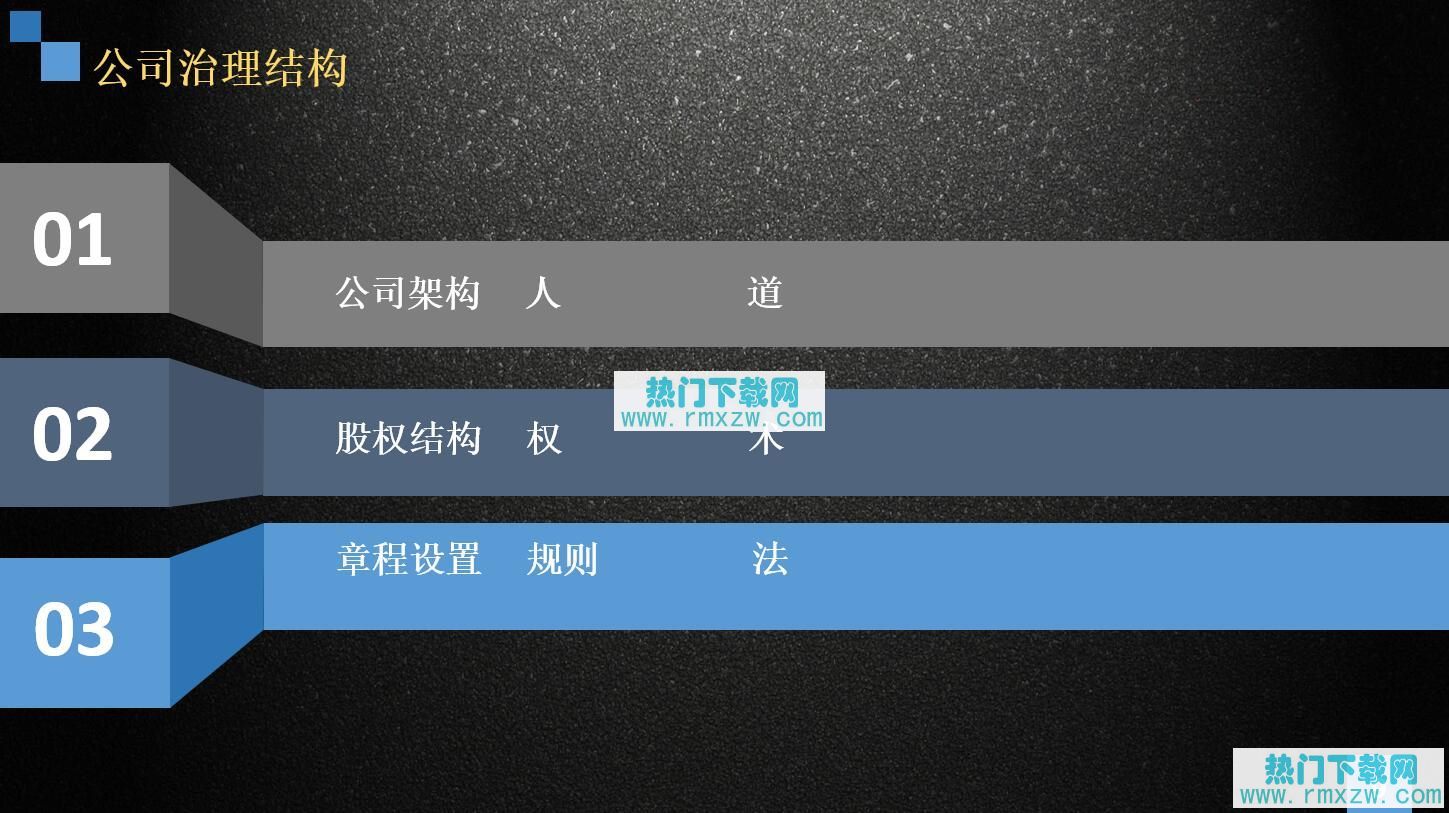 公司治理结构
01
公司架构 人 道
02
股权结构 权 术
热门下载网
www.rmxzw.com
03
章程设置 规则 法
热门下载网
www.rmxzw.com